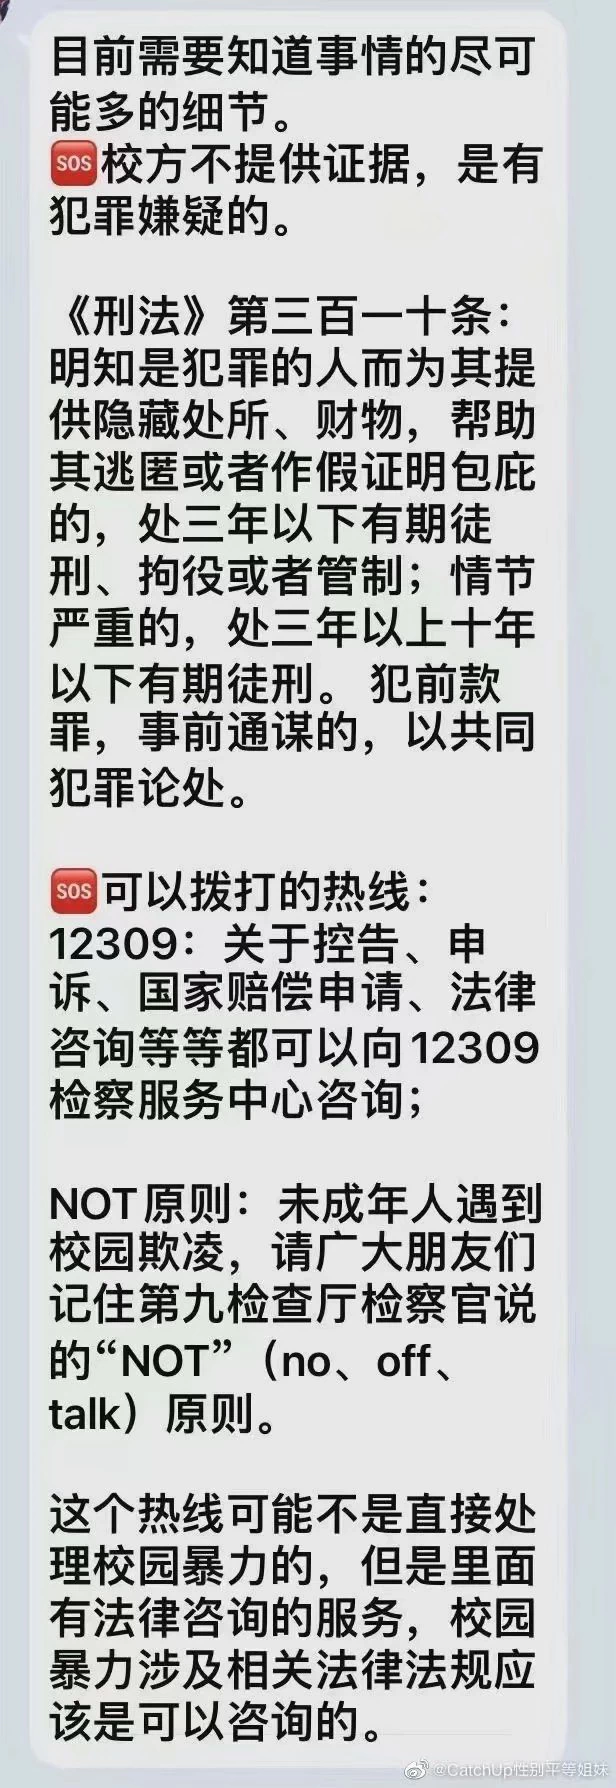 目前需要知道事情的尽可
能多的细节。
🆘校方不提供证据，是有
犯罪嫌疑的。
《刑法》第三百一十条：
明知是犯罪的人而为其提
供隐藏处所、财物，帮助
其逃匿或者作假证明包庇
的，处三年以下有期徒
刑、拘役或者管制；情节
严重的，处三年以上十年
以下有期徒刑。 犯前款
罪，事前通谋的，以共同
犯罪论处。
🆘可以拨打的热线：
12309：关于控告、申
诉、国家赔偿申请、法律
咨询等等都可以向12309
检察服务中心咨询；
NOT原则：未成年人遇到
校园欺凌，请广大朋友们
记住第九检查厅检察官说
的“NOT”（no、off、
talk）原则。
这个热线可能不是直接处
理校园暴力的，但是里面
有法律咨询的服务，校园
暴力涉及相关法律法规应
该是可以咨询的。
@CatchUp性别平等姐妹